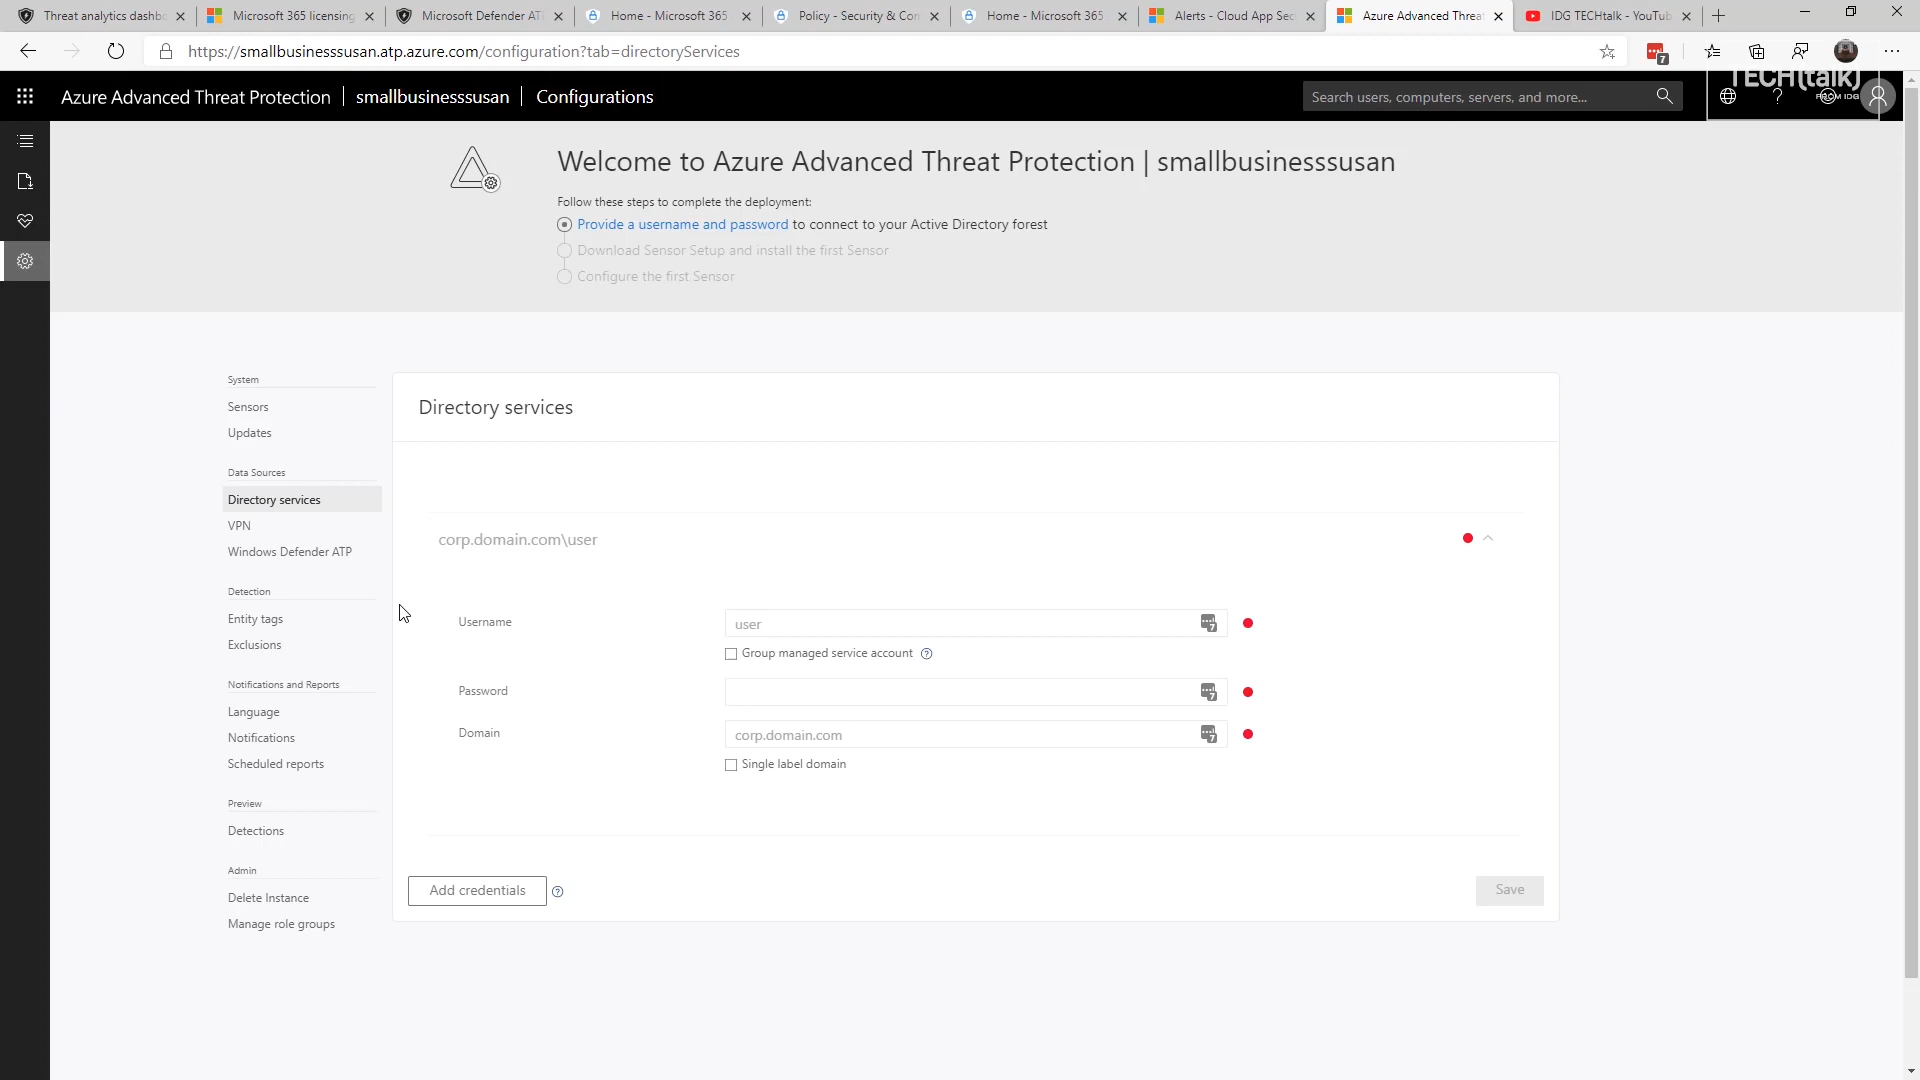 Threat analytics dashb
Microsoft 365 licensing
Microsoft Defender AT
Home - Microsoft 365
Policy - Security & Con
Home - Microsoft 365
Alerts - Cloud App Sec
Azure Advanced Threa
IDG TECHtalk - YouTub
https://smallbusinesssusan.atp.azure.com/configuration?tab=directoryServices
7
Azure Advanced Threat Protection
smallbusinesssusan
Configurations
Search users, computers, servers, and more...
TECH(talk)
FROM IDG
Welcome to Azure Advanced Threat Protection | smallbusinesssusan
Follow these steps to complete the deployment:
Provide a username and password to connect to your Active Directory forest
Download Sensor Setup and install the first Sensor
Configure the first Sensor
System
Sensors
Updates
Data Sources
Directory services
VPN
Windows Defender ATP
Detection
Entity tags
Exclusions
Notifications and Reports
Language
Notifications
Scheduled reports
Preview
Detections
Admin
Delete Instance
Manage role groups
Directory services
corp.domain.com\user
Username
user
7
Group managed service account
Password
7
Domain
corp.domain.com
7
Single label domain
Add credentials
Save